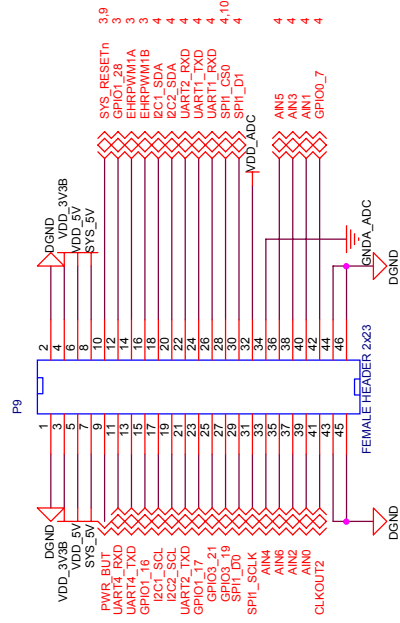 P9
DGND 1 2 DGND
VDD_3V3B 3 4 VDD_3V3B
VDD_5V 5 6 VDD_5V
SYS_5V 7 8 SYS_5V
PWR_BUT 9 10 SYS_RESETn 3,9
UART4_RXD 11 12 GPIO1_28 3
UART4_TXD 13 14 EHRPWM1A 3
GPIO1_16 15 16 EHRPWM1B 3
I2C1_SCL 17 18 I2C1_SDA 4
I2C2_SCL 19 20 I2C2_SDA 4
UART2_TXD 21 22 UART2_RXD 4
GPIO1_17 23 24 UART1_TXD 4
GPIO3_21 25 26 UART1_RXD 4
GPIO3_19 27 28 SPI1_CS0 4,10
SPI1_D0 29 30 SPI1_D1 4
SPI1_SCLK 31 32 VDD_ADC
AIN4 33 34
AIN6 35 36 AIN5 4
AIN2 37 38 AIN3 4
AIN0 39 40 AIN1 4
CLKOUT2 41 42 GPIO0_7 4
43 44 GNDA_ADC
45 46
FEMALE HEADER 2x23
DGND DGND